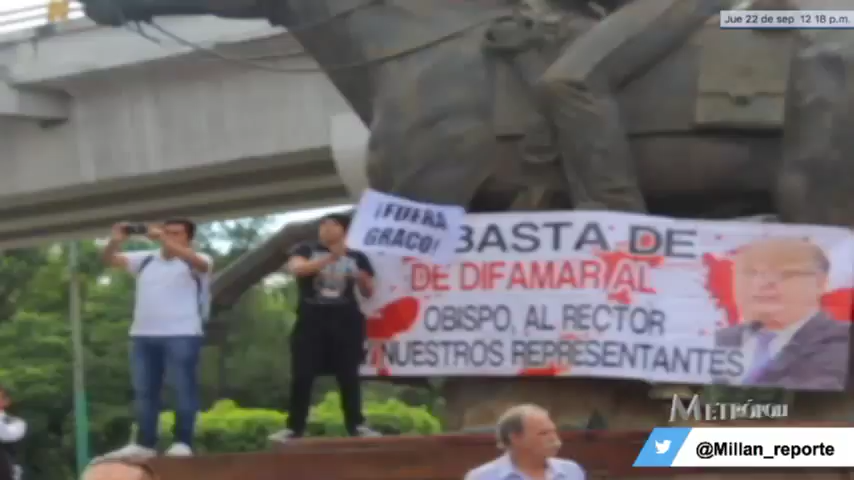 Jue 22 de sep 12 18 p.m.
¡FUERA
GRACO!
BASTA DE
DE DIFAMAR AL
OBISPO, AL RECTOR
NUESTROS REPRESENTANTES
METRÓPOLI
@Millan_reporte